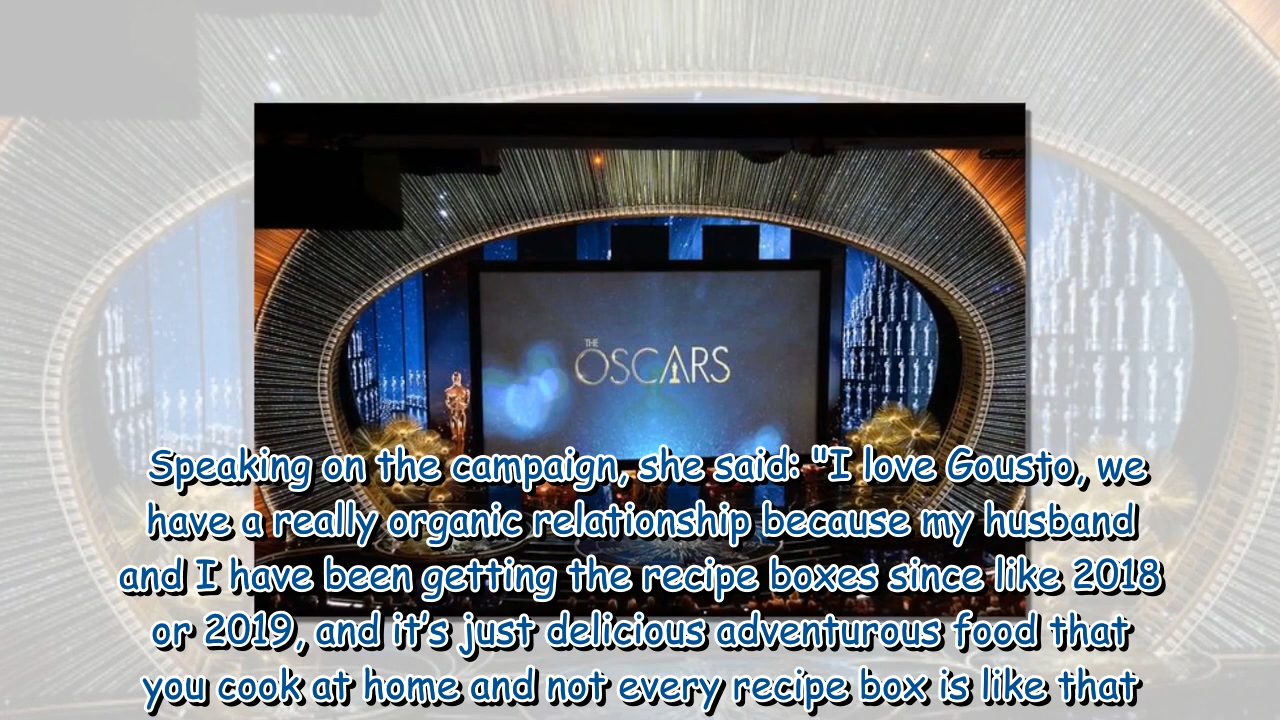 THE
OSCARS
Speaking on the campaign, she said: "I love Gousto, we
have a really organic relationship because my husband
and I have been getting the recipe boxes since like 2018
or 2019, and it’s just delicious adventurous food that
you cook at home and not every recipe box is like that